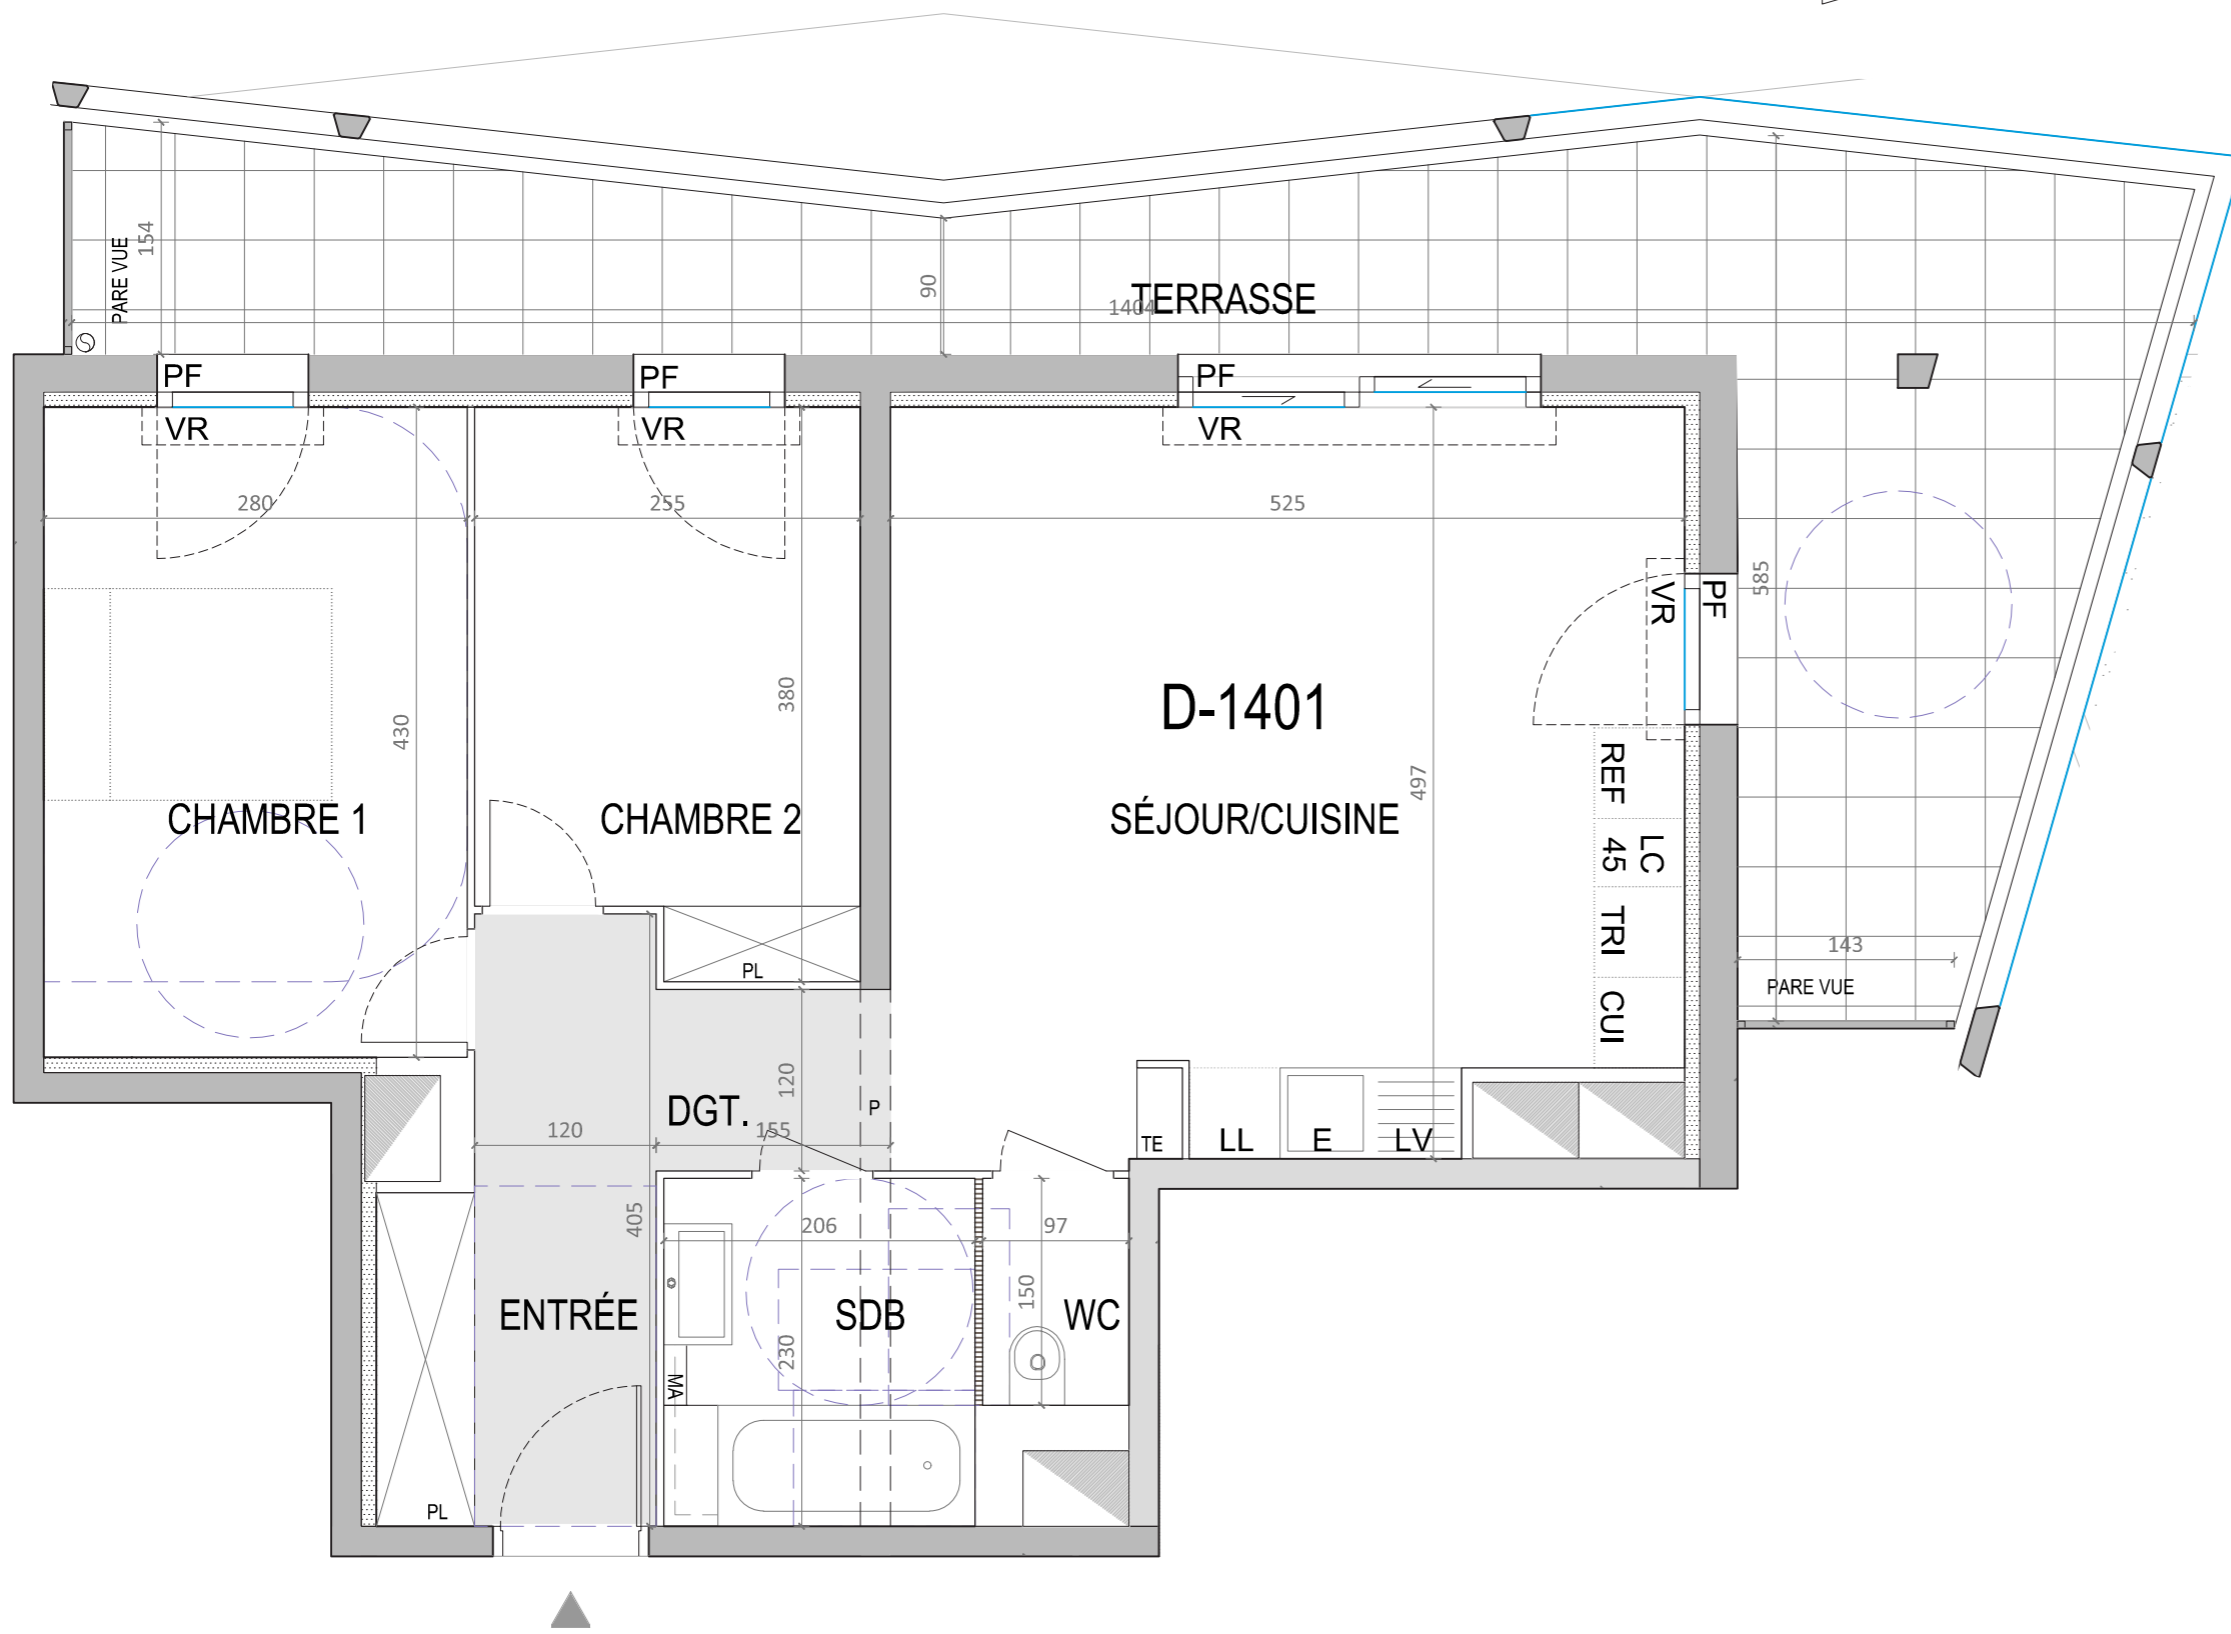 PARE VUE
154
90
TERRASSE
1404
PF
VR
PF
VR
PF
VR
280
255
525
PF
VR
585
430
380
D-1401
497
CHAMBRE 1
CHAMBRE 2
SÉJOUR/CUISINE
REF
LC
45
TRI
CUI
143
PARE VUE
PL
DGT.
120
P
120
155
TE
LL
E
LV
405
206
97
150
ENTRÉE
SDB
WC
230
MA
PL